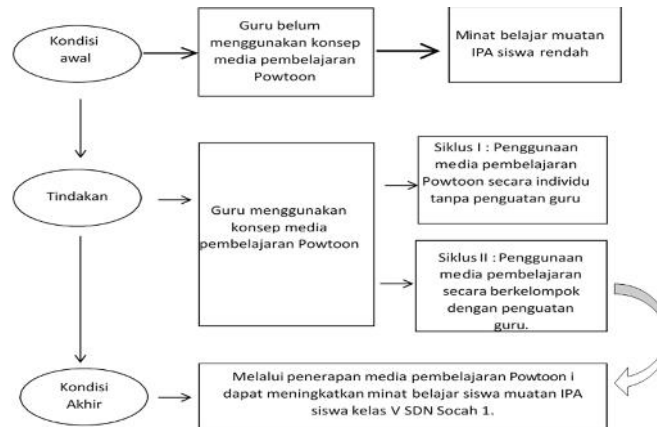 Kondisi
awal
Guru belum
menggunakan konsep
media pembelajaran
Powtoon
Minat belajar muatan
IPA siswa rendah
Tindakan
Guru menggunakan
konsep media
pembelajaran Powtoon
Siklus I : Penggunaan
media pembelajaran
Powtoon secara individu
tanpa penguatan guru
Siklus II : Penggunaan
media pembelajaran
secara berkelompok
dengan penguatan
guru.
Kondisi
Akhir
Melalui penerapan media pembelajaran Powtoon i
dapat meningkatkan minat belajar siswa muatan IPA
siswa kelas V SDN Socah 1.